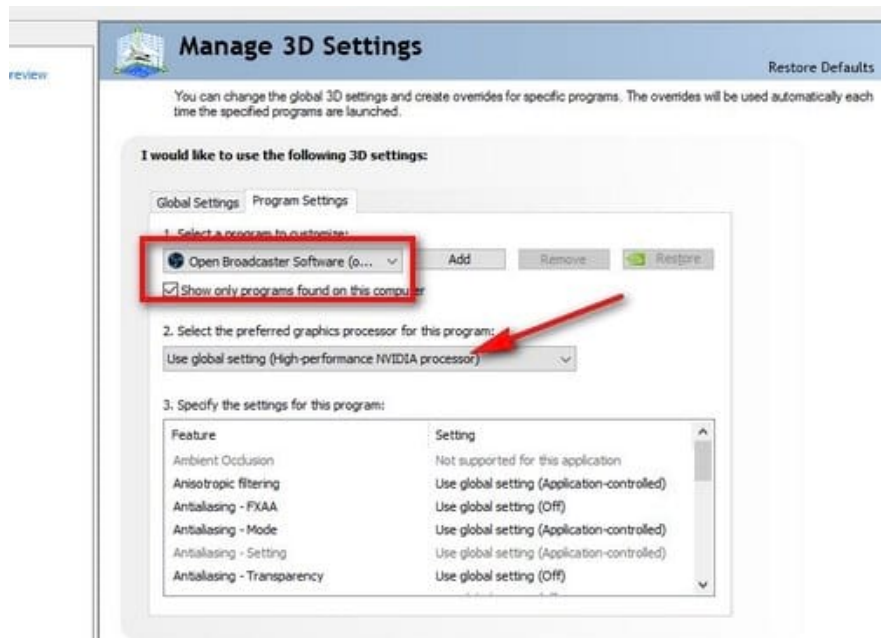 review
Manage 3D Settings
Restore Defaults
You can change the global 3D settings and create overrides for specific programs. The overrides will be used automatically each
time the specified programs are launched.
I would like to use the following 3D settings:
Global Settings
Program Settings
1. Select a program to customize:
Open Broadcaster Software (o...
Add
Remove
Restore
Show only programs found on this computer
2. Select the preferred graphics processor for this program:
Use global setting (High-performance NVIDIA processor)
3. Specify the settings for this program:
Feature Setting
Ambient Occlusion Not supported for this application
Anisotropic filtering Use global setting (Application-controlled)
Antialiasing - FXAA Use global setting (Off)
Antialiasing - Mode Use global setting (Application-controlled)
Antialiasing - Setting Use global setting (Application-controlled)
Antialiasing - Transparency Use global setting (Off)